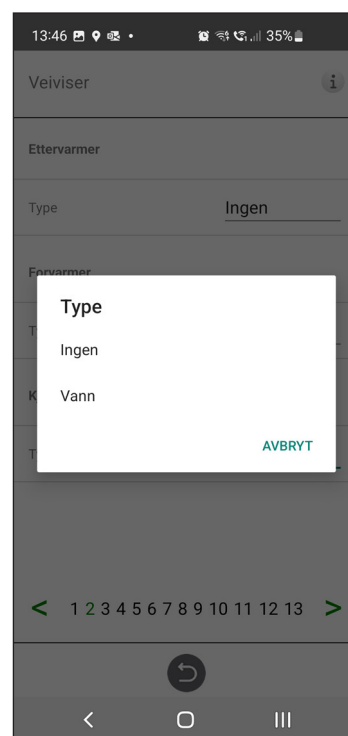 13:46 35%
Veiviser i
Ettervarmer
Type Ingen
Forvarmer
Type
Ingen
Vann
AVBRYT
< 1 2 3 4 5 6 7 8 9 10 11 12 13 >